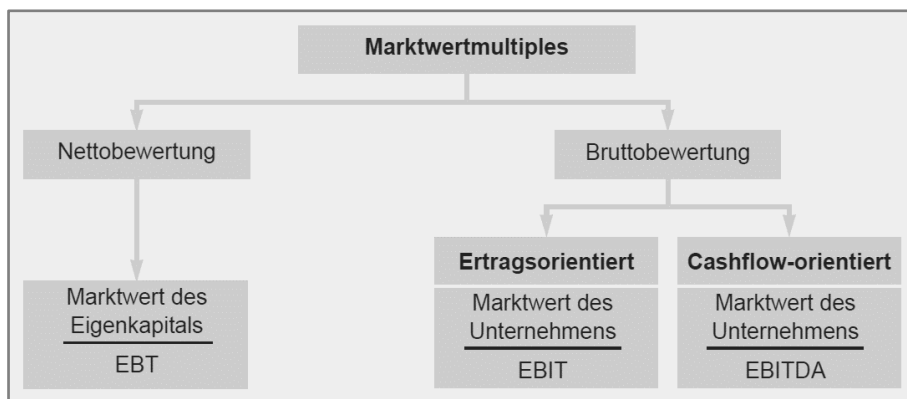 Marktwertmultiples
Nettobewertung
Bruttobewertung
Marktwert des
Eigenkapitals
EBT
Ertragsorientiert
Marktwert des
Unternehmens
EBIT
Cashflow-orientiert
Marktwert des
Unternehmens
EBITDA